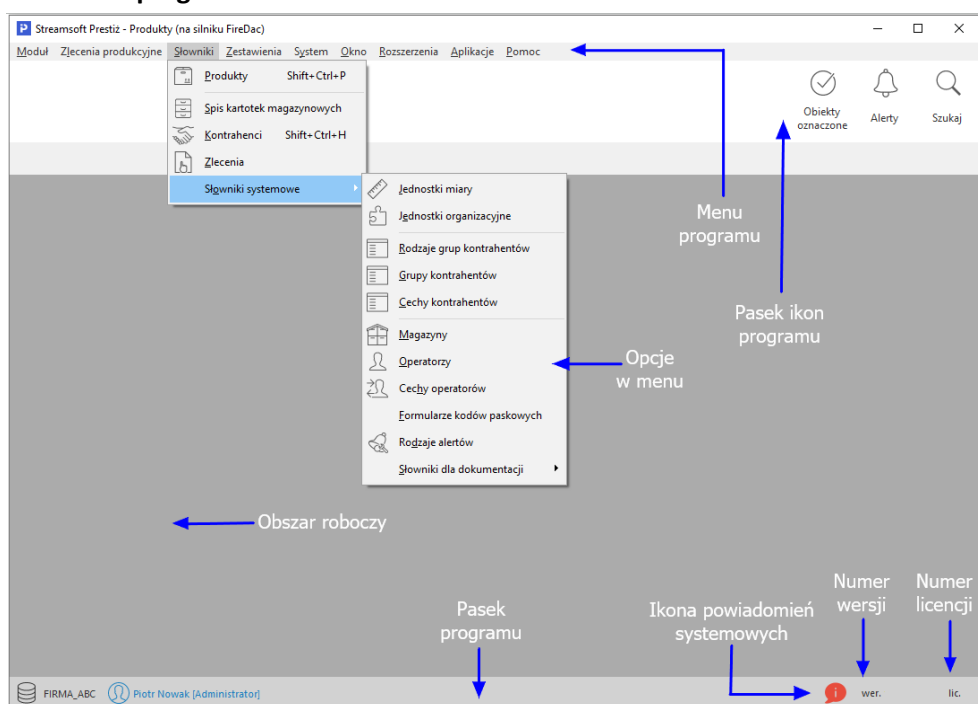 Streamsoft Prestiż - Produkty (na silniku FireDac)
Moduł Zlecenia produkcyjne Słowniki Zestawienia System Okno Rozszerzenia Aplikacje Pomoc
Produkty Shift+Ctrl+P
Spis kartotek magazynowych
Kontrahenci Shift+Ctrl+H
Zlecenia
Słowniki systemowe
Obiekty
oznaczone
Alerty
Szukaj
Jednostki miary
Jednostki organizacyjne
Rodzaje grup kontrahentów
Grupy kontrahentów
Cechy kontrahentów
Magazyny
Operatorzy
Cechy operatorów
Formularze kodów paskowych
Rodzaje alertów
Słowniki dla dokumentacji
Menu
programu
Pasek ikon
programu
Opcje
w menu
Obszar roboczy
Pasek
programu
Ikona powiadomień
systemowych
Numer
wersji
Numer
licencji
FIRMA_ABC Piotr Nowak [Administrator] wer. lic.